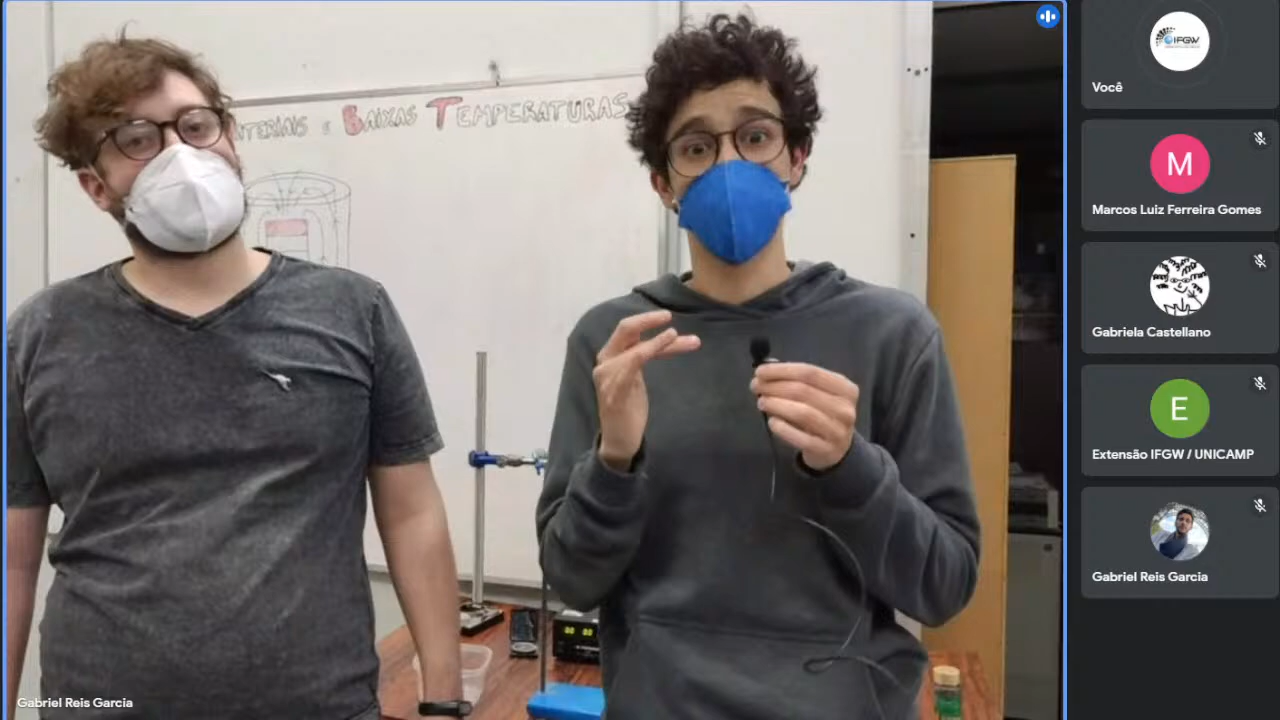 ATERIAIS E BAIXAS TEMPERATURAS
Gabriel Reis Garcia
IFGW
Você
Marcos Luiz Ferreira Gomes
Gabriela Castellano
E
Extensão IFGW / UNICAMP
M
Gabriel Reis Garcia